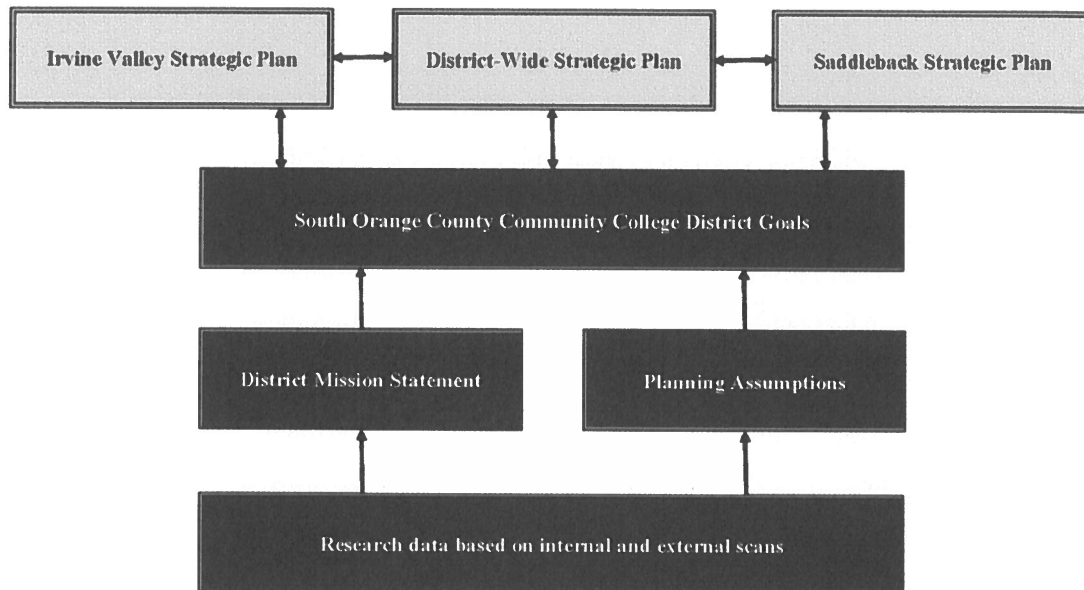 Irvine Valley Strategic Plan
District-Wide Strategic Plan
Saddleback Strategic Plan
South Orange County Community College District Goals
District Mission Statement
Planning Assumptions
Research data based on internal and external scans